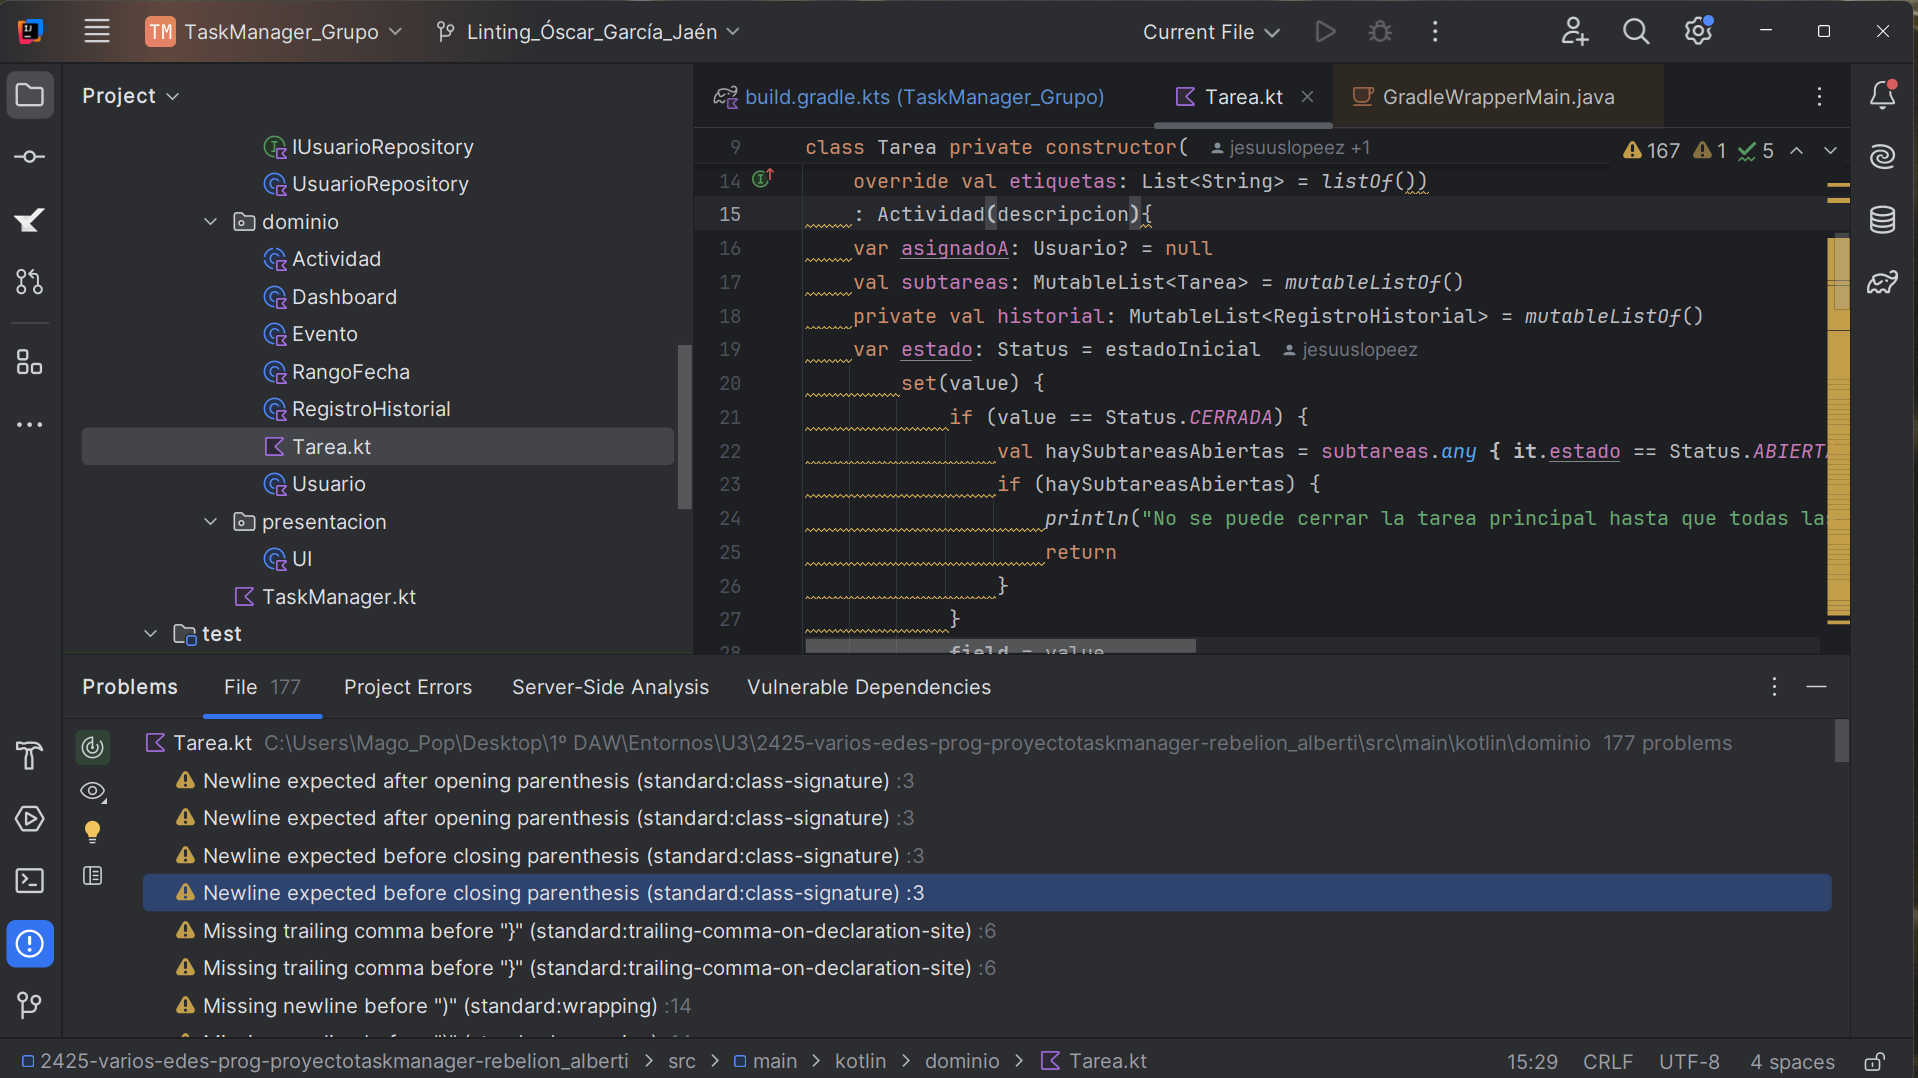 TM TaskManager_Grupo
Linting_Óscar_García_Jaén
Current File
Project
IUsuarioRepository
UsuarioRepository
dominio
Actividad
Dashboard
Evento
RangoFecha
RegistroHistorial
Tarea.kt
Usuario
presentacion
UI
TaskManager.kt
test
build.gradle.kts (TaskManager_Grupo)
Tarea.kt
GradleWrapperMain.java
9 class Tarea private constructor( jesuuslopeez +1
167 1 5
14 override val etiquetas: List<String> = listOf())
15 : Actividad(descripcion){
16 var asignadoA: Usuario? = null
17 val subtareas: MutableList<Tarea> = mutableListOf()
18 private val historial: MutableList<RegistroHistorial> = mutableListOf()
19 var estado: Status = estadoInicial jesuuslopeez
20 set(value) {
21 if (value == Status.CERRADA) {
22 val haySubtareasAbiertas = subtareas.any { it.estado == Status.ABIERTA
23 if (haySubtareasAbiertas) {
24 println("No se puede cerrar la tarea principal hasta que todas las
25 return
26 }
27 }
28 field = value
Problems
File 177
Project Errors
Server-Side Analysis
Vulnerable Dependencies
Tarea.kt C:\Users\Mago_Pop\Desktop\1º DAW\Entornos\U3\2425-varios-edes-prog-proyectotaskmanager-rebelion_alberti\src\main\kotlin\dominio 177 problems
Newline expected after opening parenthesis (standard:class-signature) :3
Newline expected after opening parenthesis (standard:class-signature) :3
Newline expected before closing parenthesis (standard:class-signature) :3
Newline expected before closing parenthesis (standard:class-signature) :3
Missing trailing comma before "}" (standard:trailing-comma-on-declaration-site) :6
Missing trailing comma before "}" (standard:trailing-comma-on-declaration-site) :6
Missing newline before ")" (standard:wrapping) :14
2425-varios-edes-prog-proyectotaskmanager-rebelion_alberti > src > main > kotlin > dominio > Tarea.kt
15:29 CRLF UTF-8 4 spaces